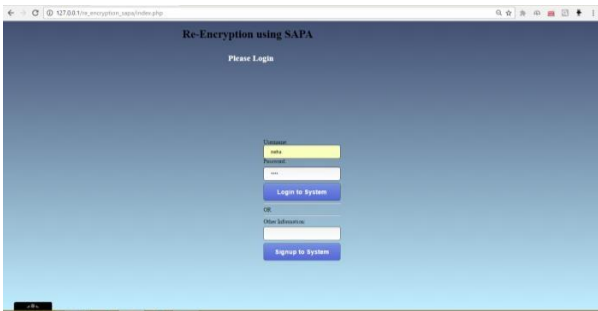 127.0.0.1/re_encryption_sapa/index.php
Re-Encryption using SAPA
Please Login
Username:
Password:
••••
Login to System
OR
Other Information:
Signup to System